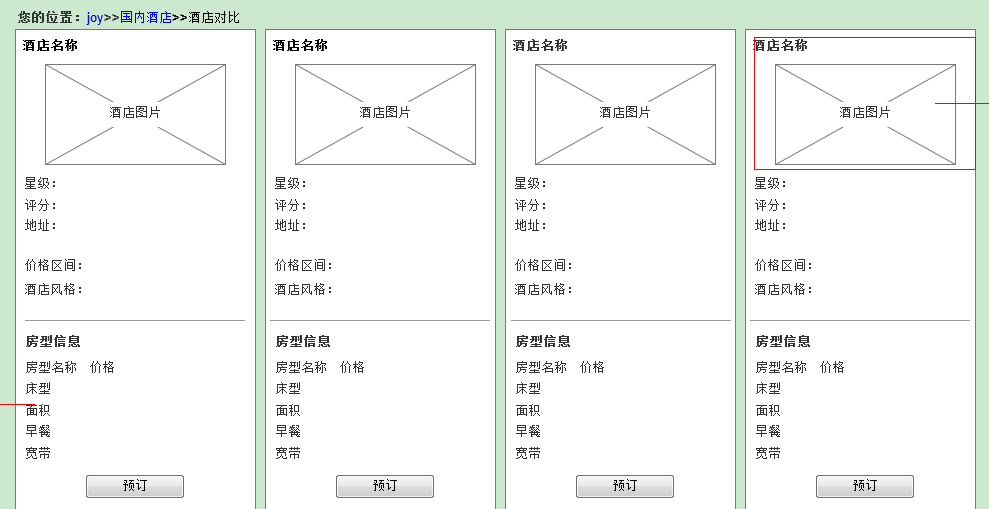 您的位置：joy>>国内酒店>>酒店对比
酒店名称
酒店图片
星级：
评分：
地址：
价格区间：
酒店风格：
房型信息
房型名称 价格
床型
面积
早餐
宽带
预订
酒店名称
酒店图片
星级：
评分：
地址：
价格区间：
酒店风格：
房型信息
房型名称 价格
床型
面积
早餐
宽带
预订
酒店名称
酒店图片
星级：
评分：
地址：
价格区间：
酒店风格：
房型信息
房型名称 价格
床型
面积
早餐
宽带
预订
酒店名称
酒店图片
星级：
评分：
地址：
价格区间：
酒店风格：
房型信息
房型名称 价格
床型
面积
早餐
宽带
预订